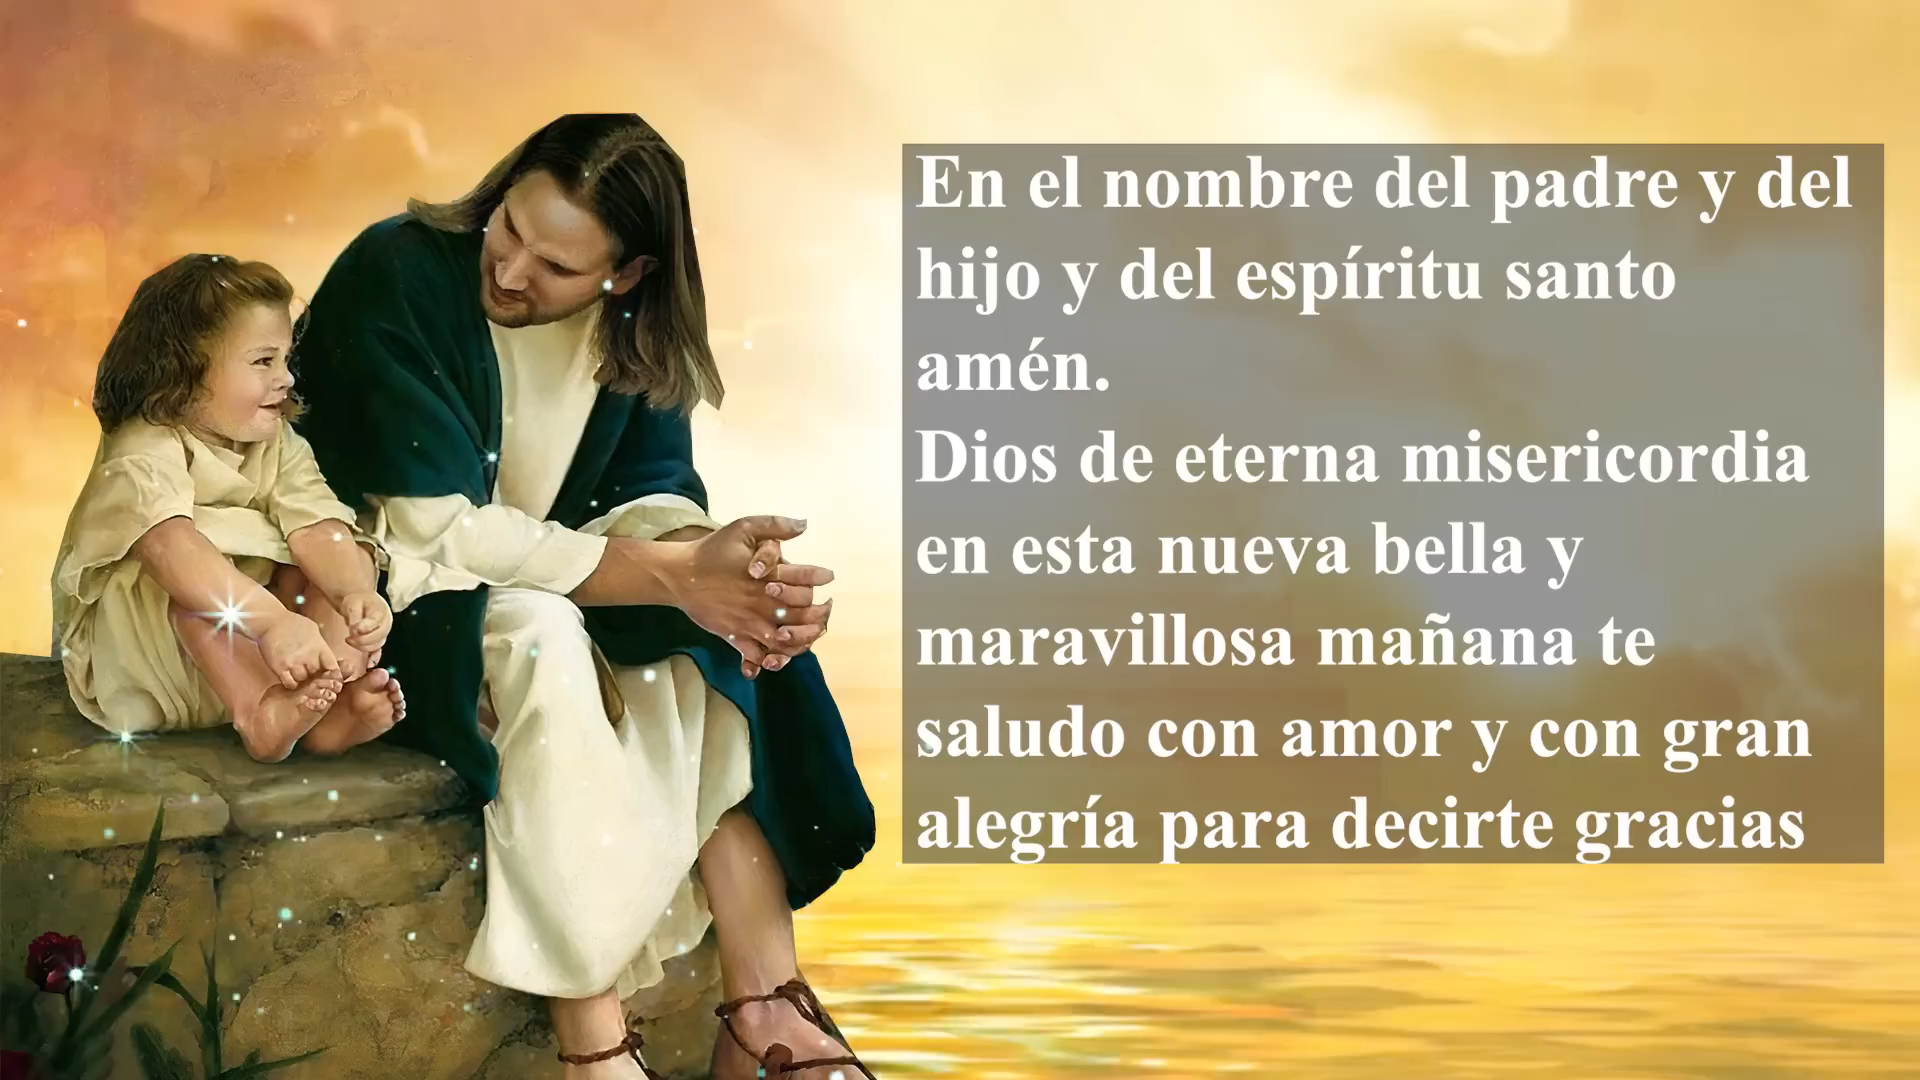 En el nombre del padre y del
hijo y del espíritu santo
amén.
Dios de eterna misericordia
en esta nueva bella y
maravillosa mañana te
saludo con amor y con gran
alegría para decirte gracias